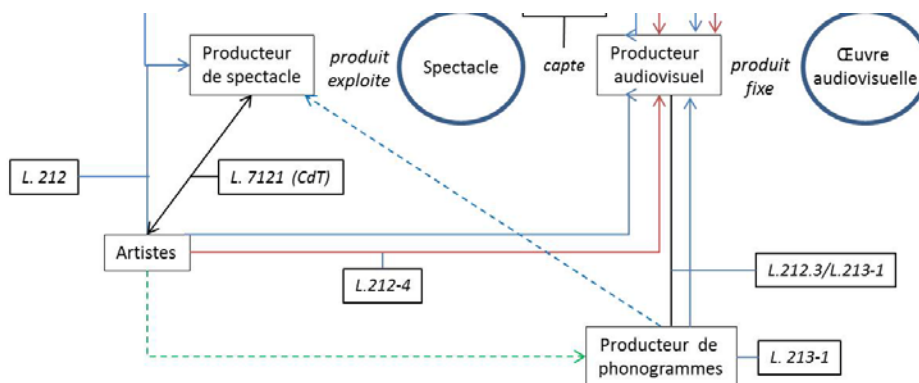 Producteur
de spectacle
produit
exploite
Spectacle
capte
Producteur
audiovisuel
produit
fixe
Œuvre
audiovisuelle
L. 212
L. 7121 (CdT)
Artistes
L.212-4
L.212.3/L.213-1
Producteur de
phonogrammes
L. 213-1